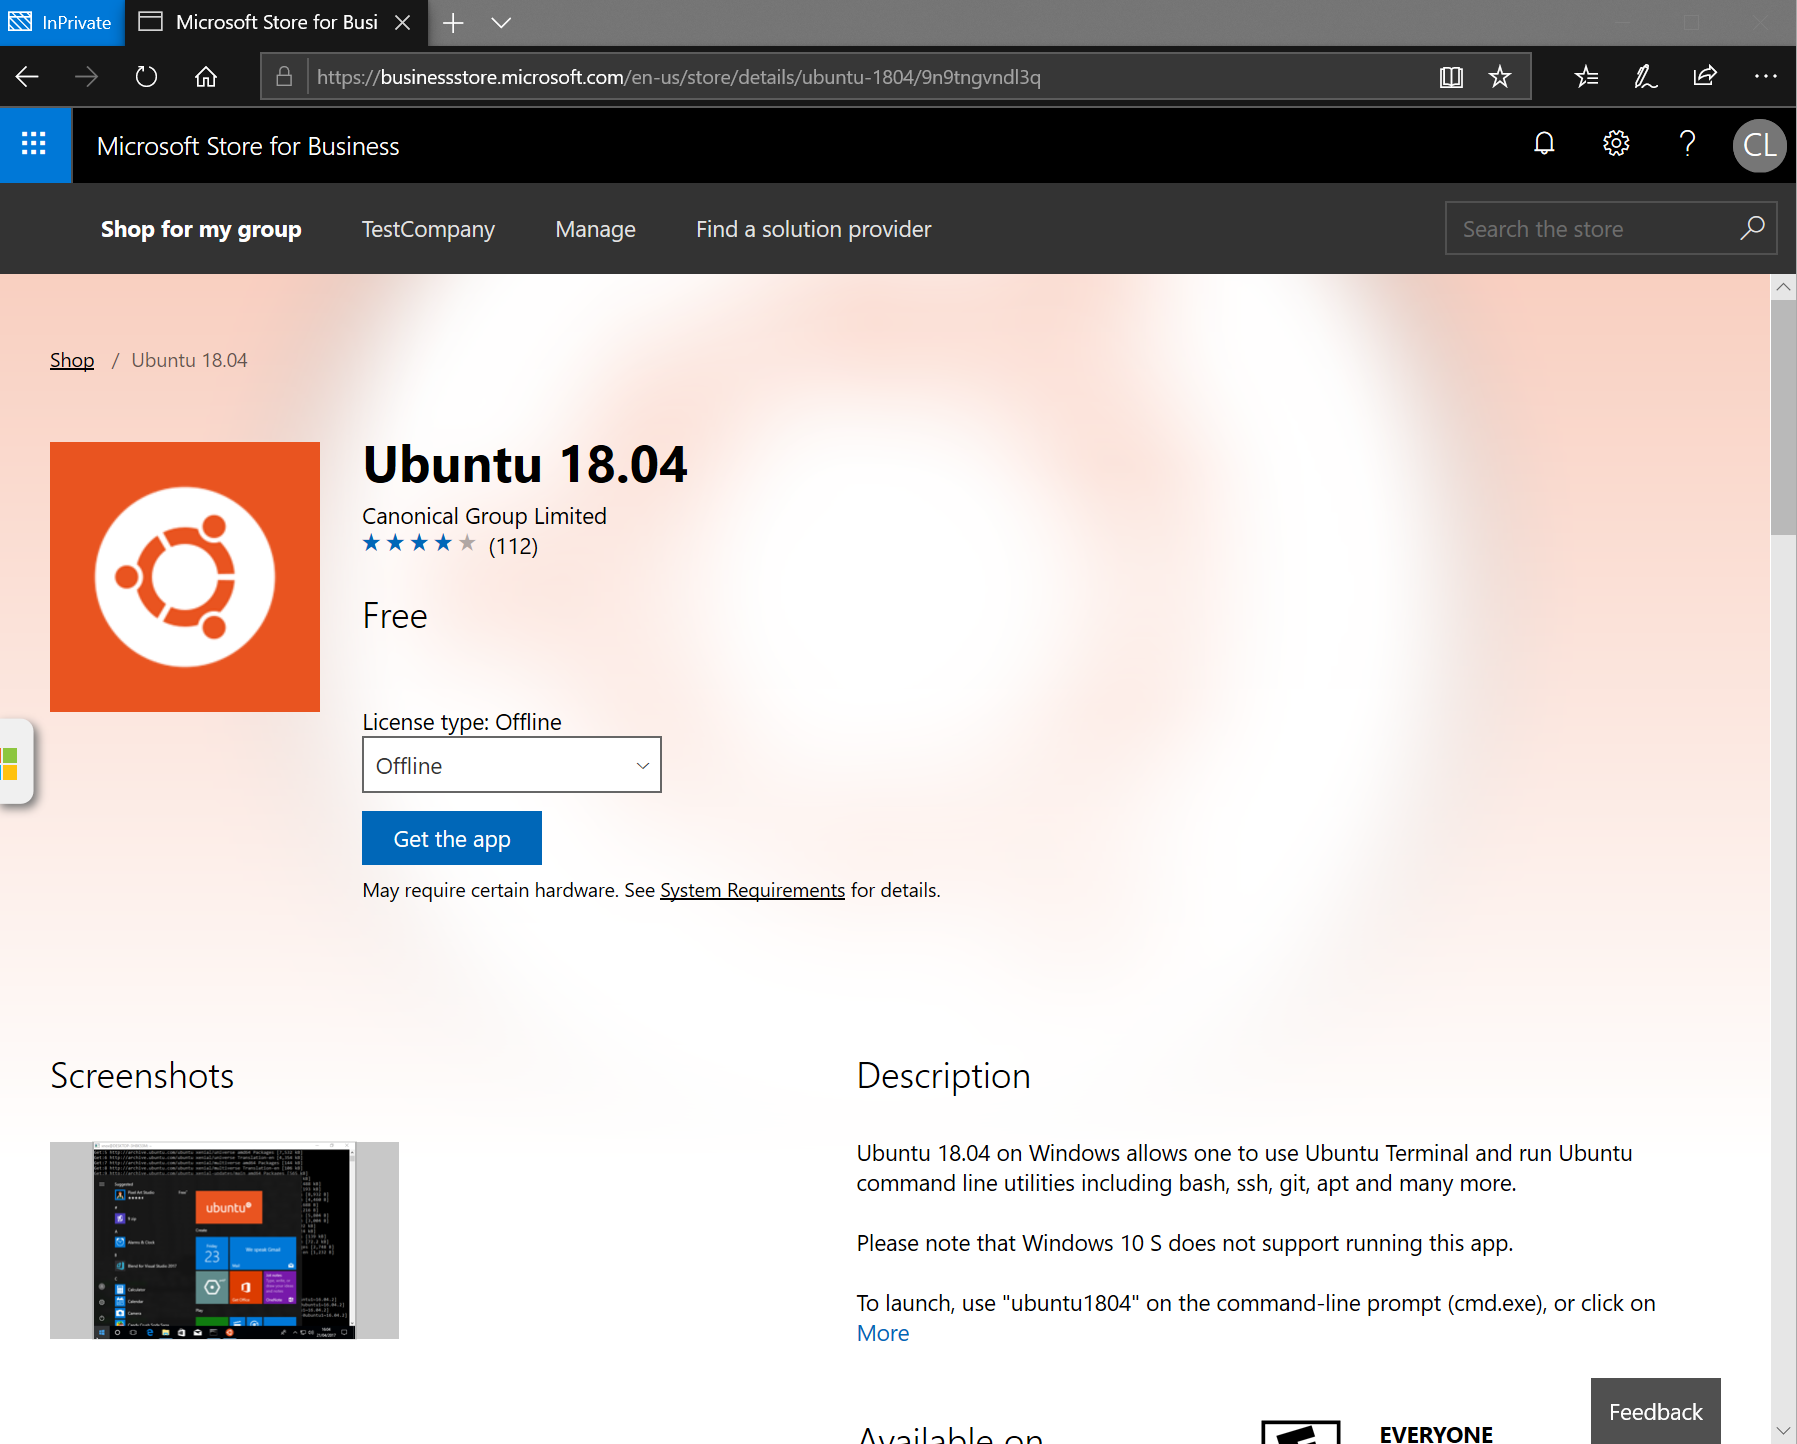 InPrivate
Microsoft Store for Busi
https://businessstore.microsoft.com/en-us/store/details/ubuntu-1804/9n9tngvndl3q
Microsoft Store for Business
?
CL
Shop for my group
TestCompany
Manage
Find a solution provider
Search the store
Shop / Ubuntu 18.04
Ubuntu 18.04
Canonical Group Limited
(112)
Free
License type: Offline
Offline
Get the app
May require certain hardware. See System Requirements for details.
Screenshots
ubuntu
23
Description
Ubuntu 18.04 on Windows allows one to use Ubuntu Terminal and run Ubuntu
command line utilities including bash, ssh, git, apt and many more.
Please note that Windows 10 S does not support running this app.
To launch, use "ubuntu1804" on the command-line prompt (cmd.exe), or click on
More
Feedback
Available on
EVERYONE